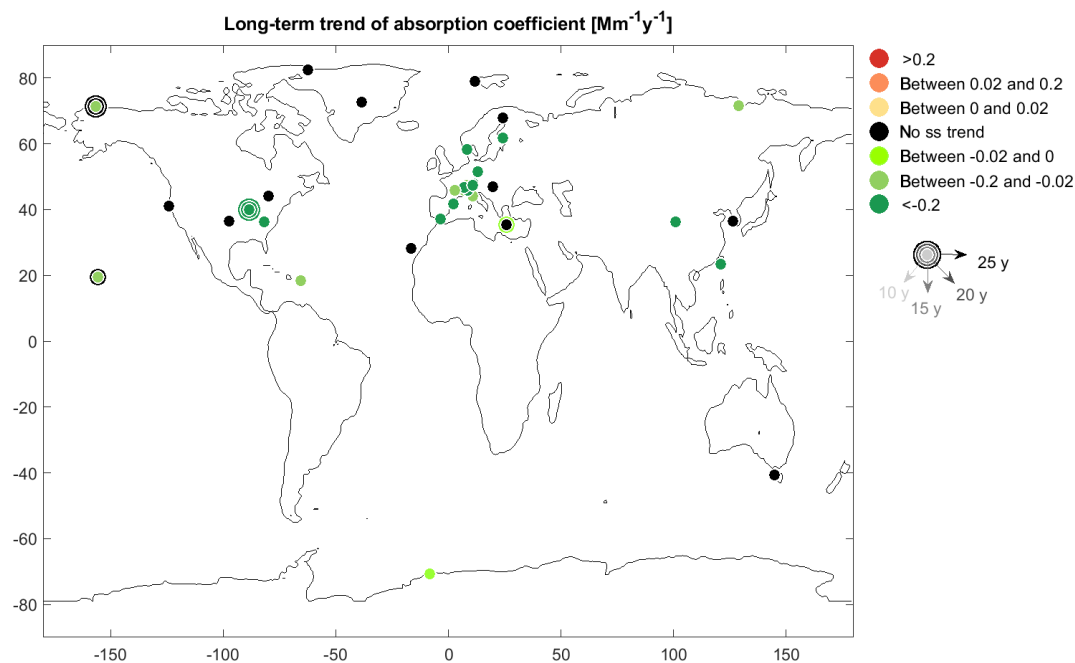 Long-term trend of absorption coefficient [Mm⁻¹y⁻¹]
>0.2
Between 0.02 and 0.2
Between 0 and 0.02
No ss trend
Between -0.02 and 0
Between -0.2 and -0.02
<-0.2
25 y
10 y
20 y
15 y
80
60
40
20
0
-20
-40
-60
-80
-150
-100
-50
0
50
100
150